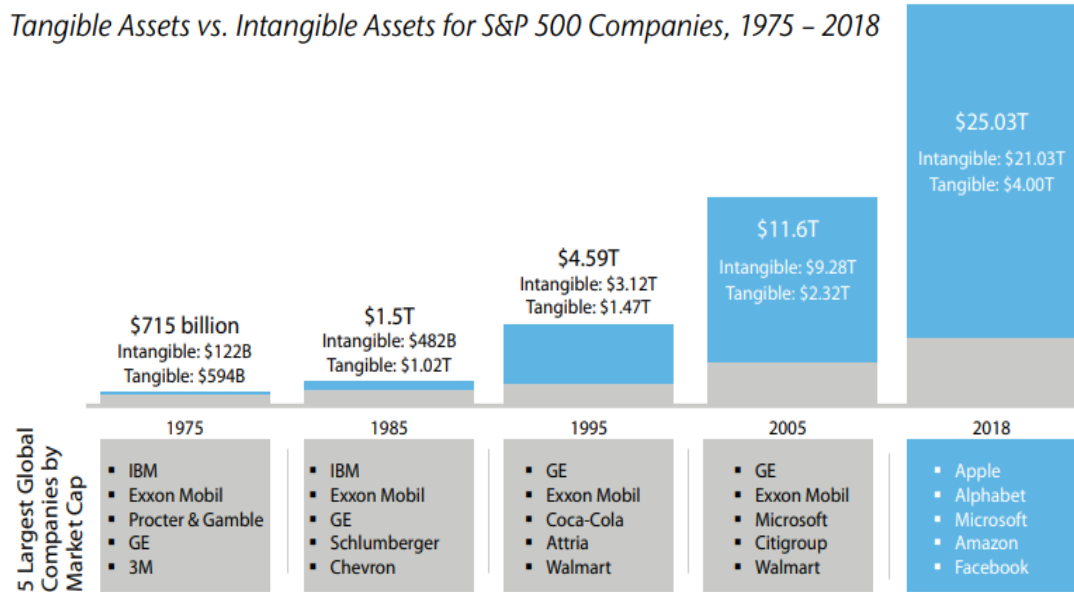 Tangible Assets vs. Intangible Assets for S&P 500 Companies, 1975 – 2018
$715 billion
Intangible: $122B
Tangible: $594B
$1.5T
Intangible: $482B
Tangible: $1.02T
$4.59T
Intangible: $3.12T
Tangible: $1.47T
$11.6T
Intangible: $9.28T
Tangible: $2.32T
$25.03T
Intangible: $21.03T
Tangible: $4.00T
5 Largest Global
Companies by
Market Cap
1975
▪ IBM
▪ Exxon Mobil
▪ Procter & Gamble
▪ GE
▪ 3M
1985
▪ IBM
▪ Exxon Mobil
▪ GE
▪ Schlumberger
▪ Chevron
1995
▪ GE
▪ Exxon Mobil
▪ Coca-Cola
▪ Attria
▪ Walmart
2005
▪ GE
▪ Exxon Mobil
▪ Microsoft
▪ Citigroup
▪ Walmart
2018
▪ Apple
▪ Alphabet
▪ Microsoft
▪ Amazon
▪ Facebook